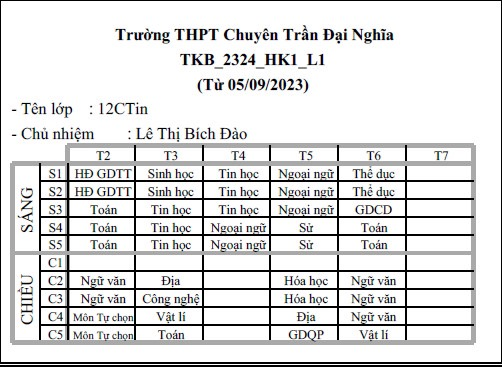 Trường THPT Chuyên Trần Đại Nghĩa
TKB_2324_HK1_L1
(Từ 05/09/2023)
- Tên lớp : 12CTin
- Chủ nhiệm : Lê Thị Bích Đào
T2 T3 T4 T5 T6 T7
SÁNG
S1 HĐ GDTT Sinh học Tin học Ngoại ngữ Thể dục
S2 HĐ GDTT Sinh học Tin học Ngoại ngữ Thể dục
S3 Toán Tin học Tin học Ngoại ngữ GDCD
S4 Toán Tin học Ngoại ngữ Sử Toán
S5 Toán Tin học Ngoại ngữ Sử Toán
CHIỀU
C1
C2 Ngữ văn Địa Hóa học Ngữ văn
C3 Ngữ văn Công nghệ Hóa học Ngữ văn
C4 Môn Tự chọn Vật lí Địa Ngữ văn
C5 Môn Tự chọn Toán GDQP Vật lí